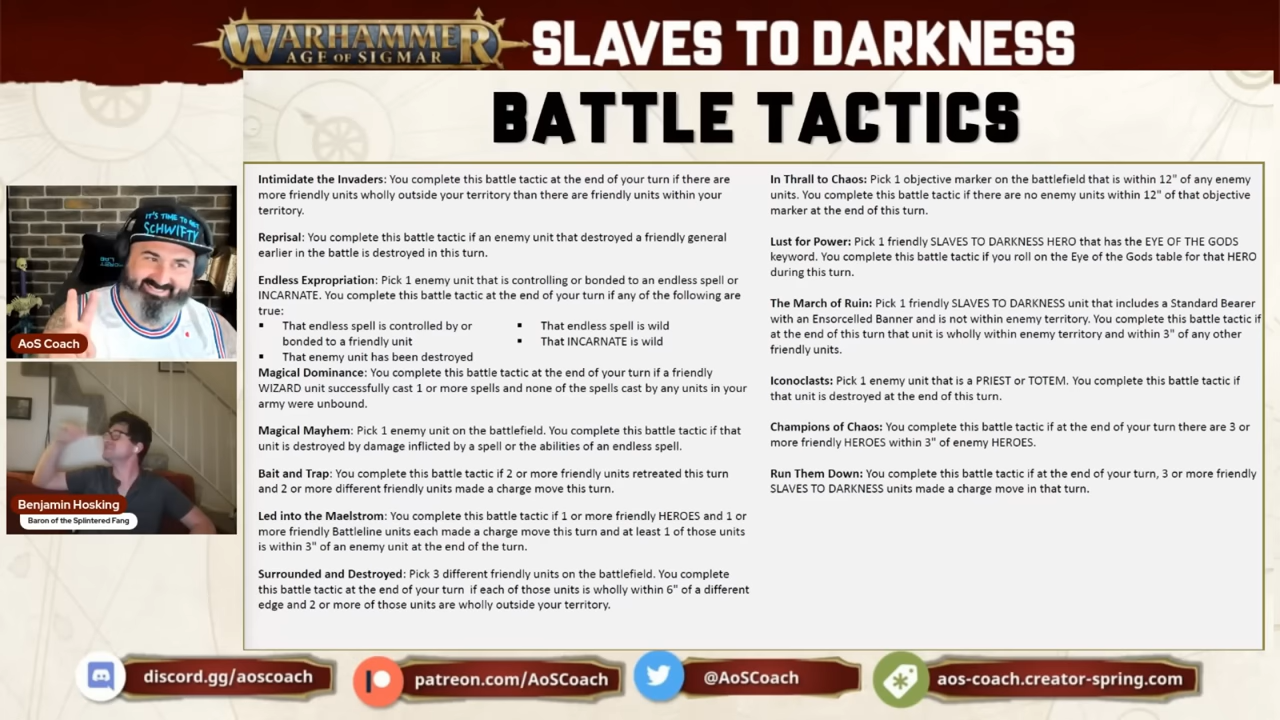 WARHAMMER
AGE OF SIGMAR
SLAVES TO DARKNESS
BATTLE TACTICS
Intimidate the Invaders: You complete this battle tactic at the end of your turn if there are
more friendly units wholly outside your territory than there are friendly units within your
territory.
Reprisal: You complete this battle tactic if an enemy unit that destroyed a friendly general
earlier in the battle is destroyed in this turn.
Endless Expropriation: Pick 1 enemy unit that is controlling or bonded to an endless spell or
INCARNATE. You complete this battle tactic at the end of your turn if any of the following are
true:
▪ That endless spell is controlled by or
bonded to a friendly unit
▪ That enemy unit has been destroyed
▪ That endless spell is wild
▪ That INCARNATE is wild
Magical Dominance: You complete this battle tactic at the end of your turn if a friendly
WIZARD unit successfully cast 1 or more spells and none of the spells cast by any units in your
army were unbound.
Magical Mayhem: Pick 1 enemy unit on the battlefield. You complete this battle tactic if that
unit is destroyed by damage inflicted by a spell or the abilities of an endless spell.
Bait and Trap: You complete this battle tactic if 2 or more friendly units retreated this turn
and 2 or more different friendly units made a charge move this turn.
Led into the Maelstrom: You complete this battle tactic if 1 or more friendly HEROES and 1 or
more friendly Battleline units each made a charge move this turn and at least 1 of those units
is within 3" of an enemy unit at the end of the turn.
Surrounded and Destroyed: Pick 3 different friendly units on the battlefield. You complete
this battle tactic at the end of your turn if each of those units is wholly within 6" of a different
edge and 2 or more of those units are wholly outside your territory.
In Thrall to Chaos: Pick 1 objective marker on the battlefield that is within 12" of any enemy
units. You complete this battle tactic if there are no enemy units within 12" of that objective
marker at the end of this turn.
Lust for Power: Pick 1 friendly SLAVES TO DARKNESS HERO that has the EYE OF THE GODS
keyword. You complete this battle tactic if you roll on the Eye of the Gods table for that HERO
during this turn.
The March of Ruin: Pick 1 friendly SLAVES TO DARKNESS unit that includes a Standard Bearer
with an Ensorcelled Banner and is not within enemy territory. You complete this battle tactic if
at the end of this turn that unit is wholly within enemy territory and within 3" of any other
friendly units.
Iconoclasts: Pick 1 enemy unit that is a PRIEST or TOTEM. You complete this battle tactic if
that unit is destroyed at the end of this turn.
Champions of Chaos: You complete this battle tactic if at the end of your turn there are 3 or
more friendly HEROES within 3" of enemy HEROES.
Run Them Down: You complete this battle tactic if at the end of your turn, 3 or more friendly
SLAVES TO DARKNESS units made a charge move in that turn.
IT'S TIME TO GET
SCHWIFTY
AoS Coach
Benjamin Hosking
Baron of the Splintered Fang
discord.gg/aoscoach
patreon.com/AoSCoach
@AoSCoach
aos-coach.creator-spring.com